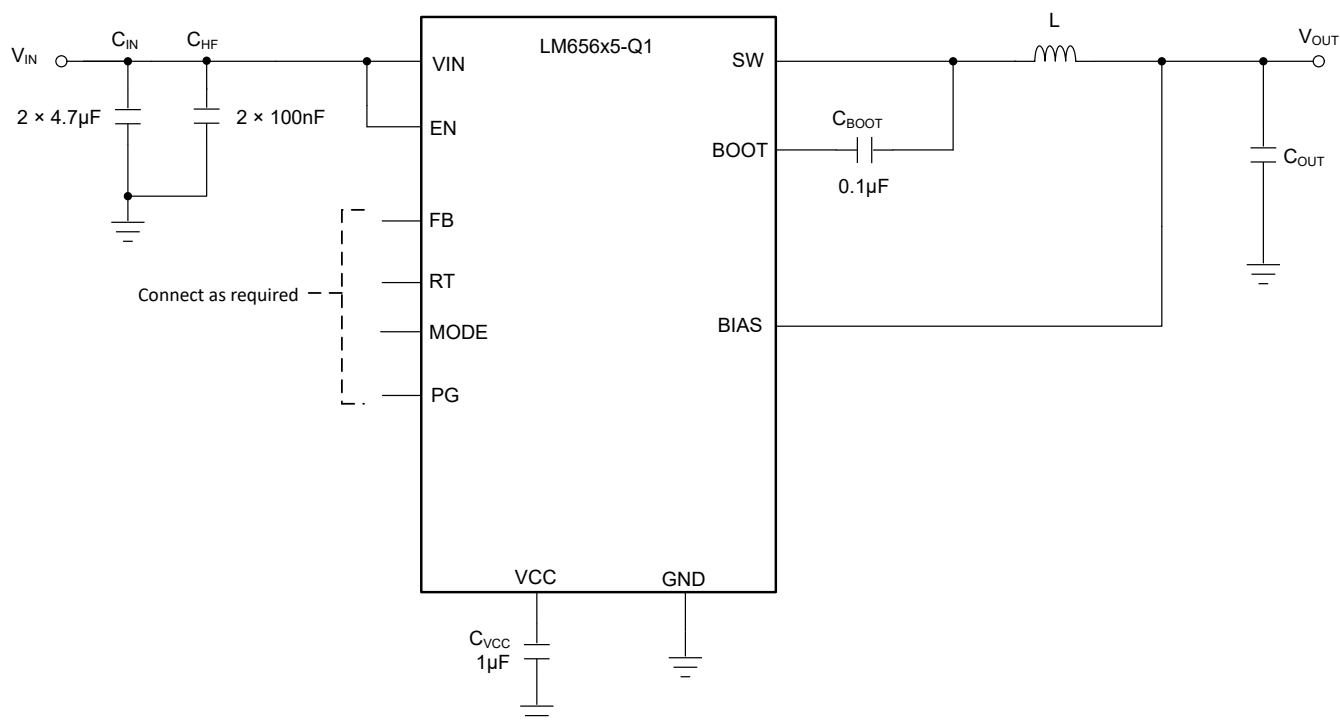 LM656x5-Q1
V_IN
C_IN
C_HF
2 × 4.7µF
2 × 100nF
VIN
EN
FB
RT
MODE
PG
Connect as required
SW
BOOT
BIAS
C_BOOT
0.1µF
L
V_OUT
C_OUT
VCC
GND
C_VCC
1µF